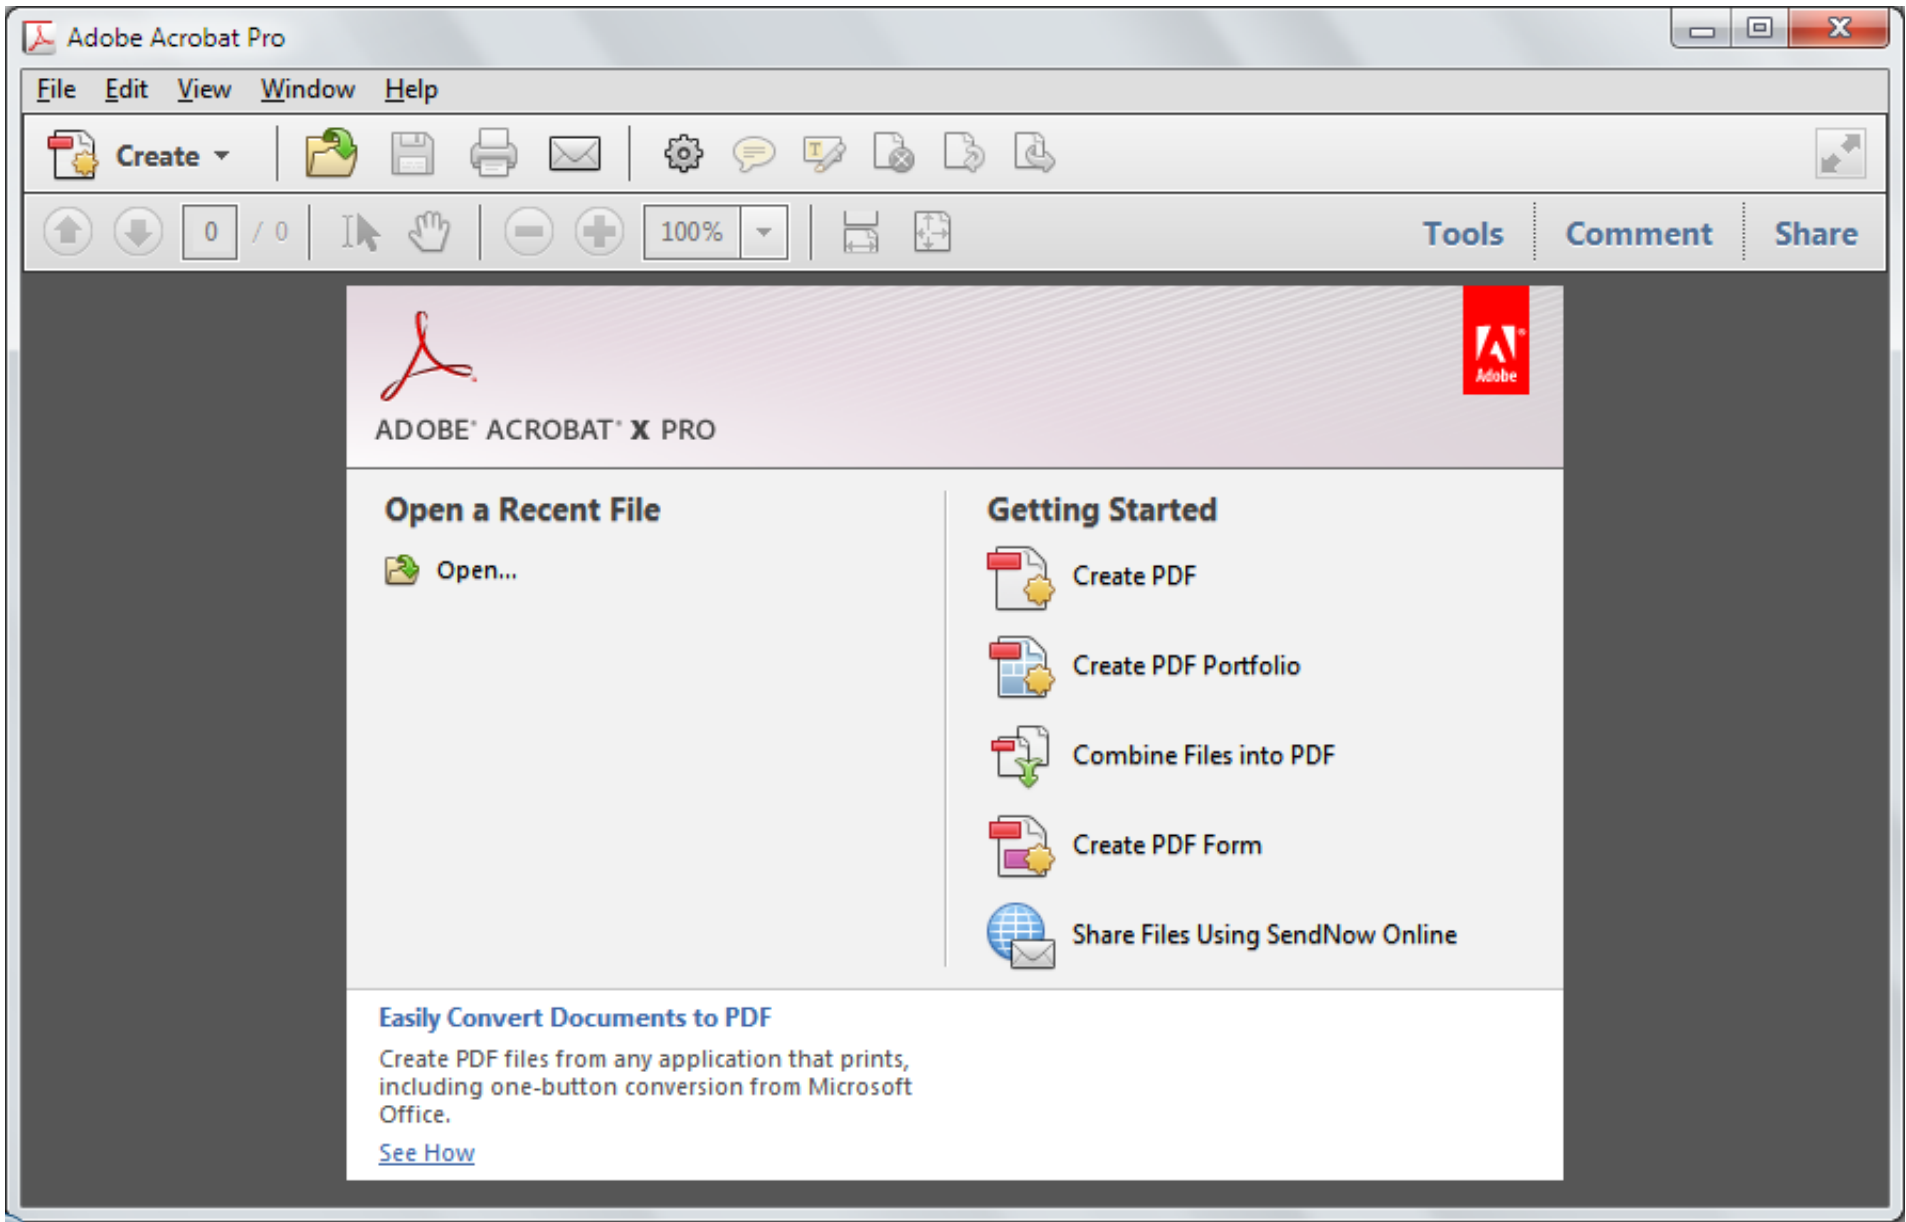 Adobe Acrobat Pro
File Edit View Window Help
Create
0 / 0 100% Tools Comment Share
Adobe
ADOBE® ACROBAT® X PRO
Open a Recent File
Open...
Getting Started
Create PDF
Create PDF Portfolio
Combine Files into PDF
Create PDF Form
Share Files Using SendNow Online
Easily Convert Documents to PDF
Create PDF files from any application that prints,
including one-button conversion from Microsoft
Office.
See How